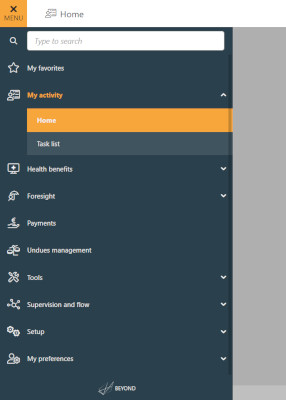 MENU
Home
Type to search
My favorites
My activity
Home
Task list
Health benefits
Foresight
Payments
Undues management
Tools
Supervision and flow
Setup
My preferences
BEYOND